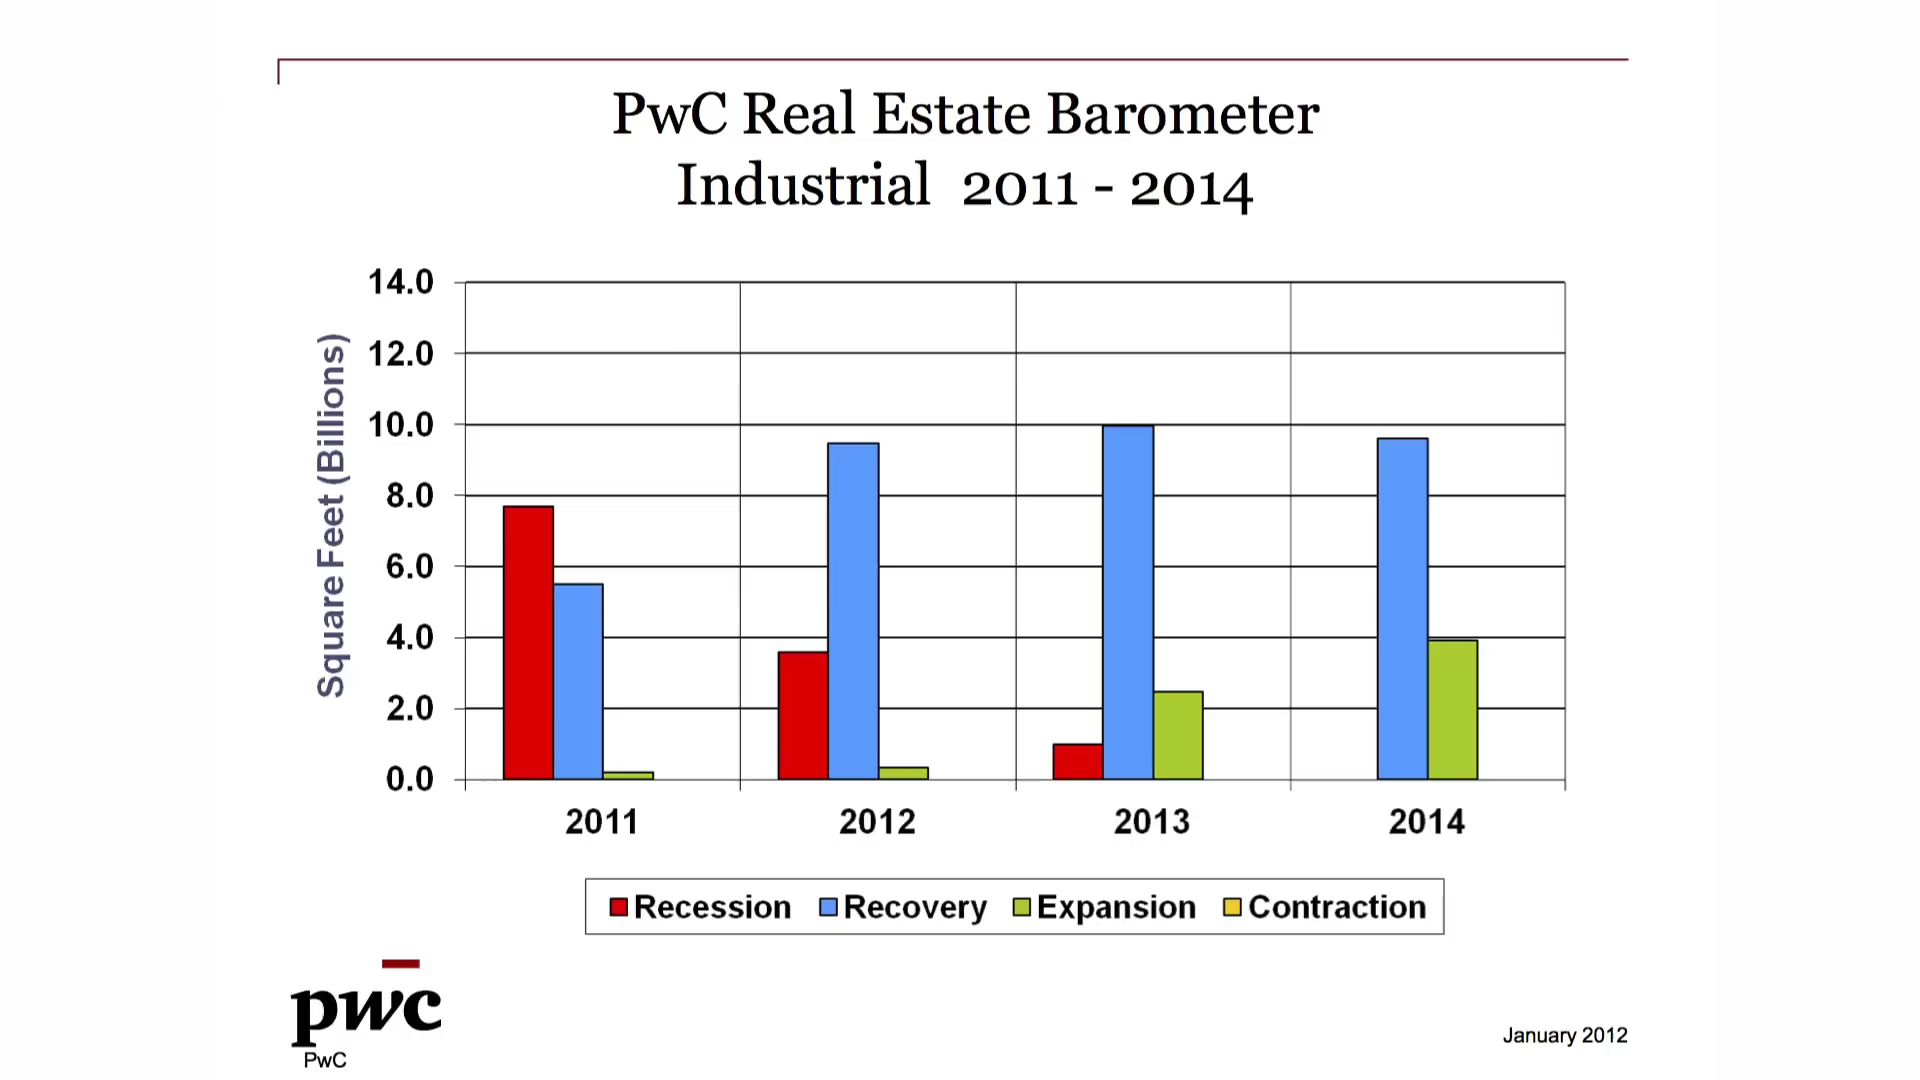 PwC Real Estate Barometer
Industrial 2011 - 2014
Square Feet (Billions)
14.0
12.0
10.0
8.0
6.0
4.0
2.0
0.0
2011 2012 2013 2014
Recession Recovery Expansion Contraction
pwc
PwC
January 2012